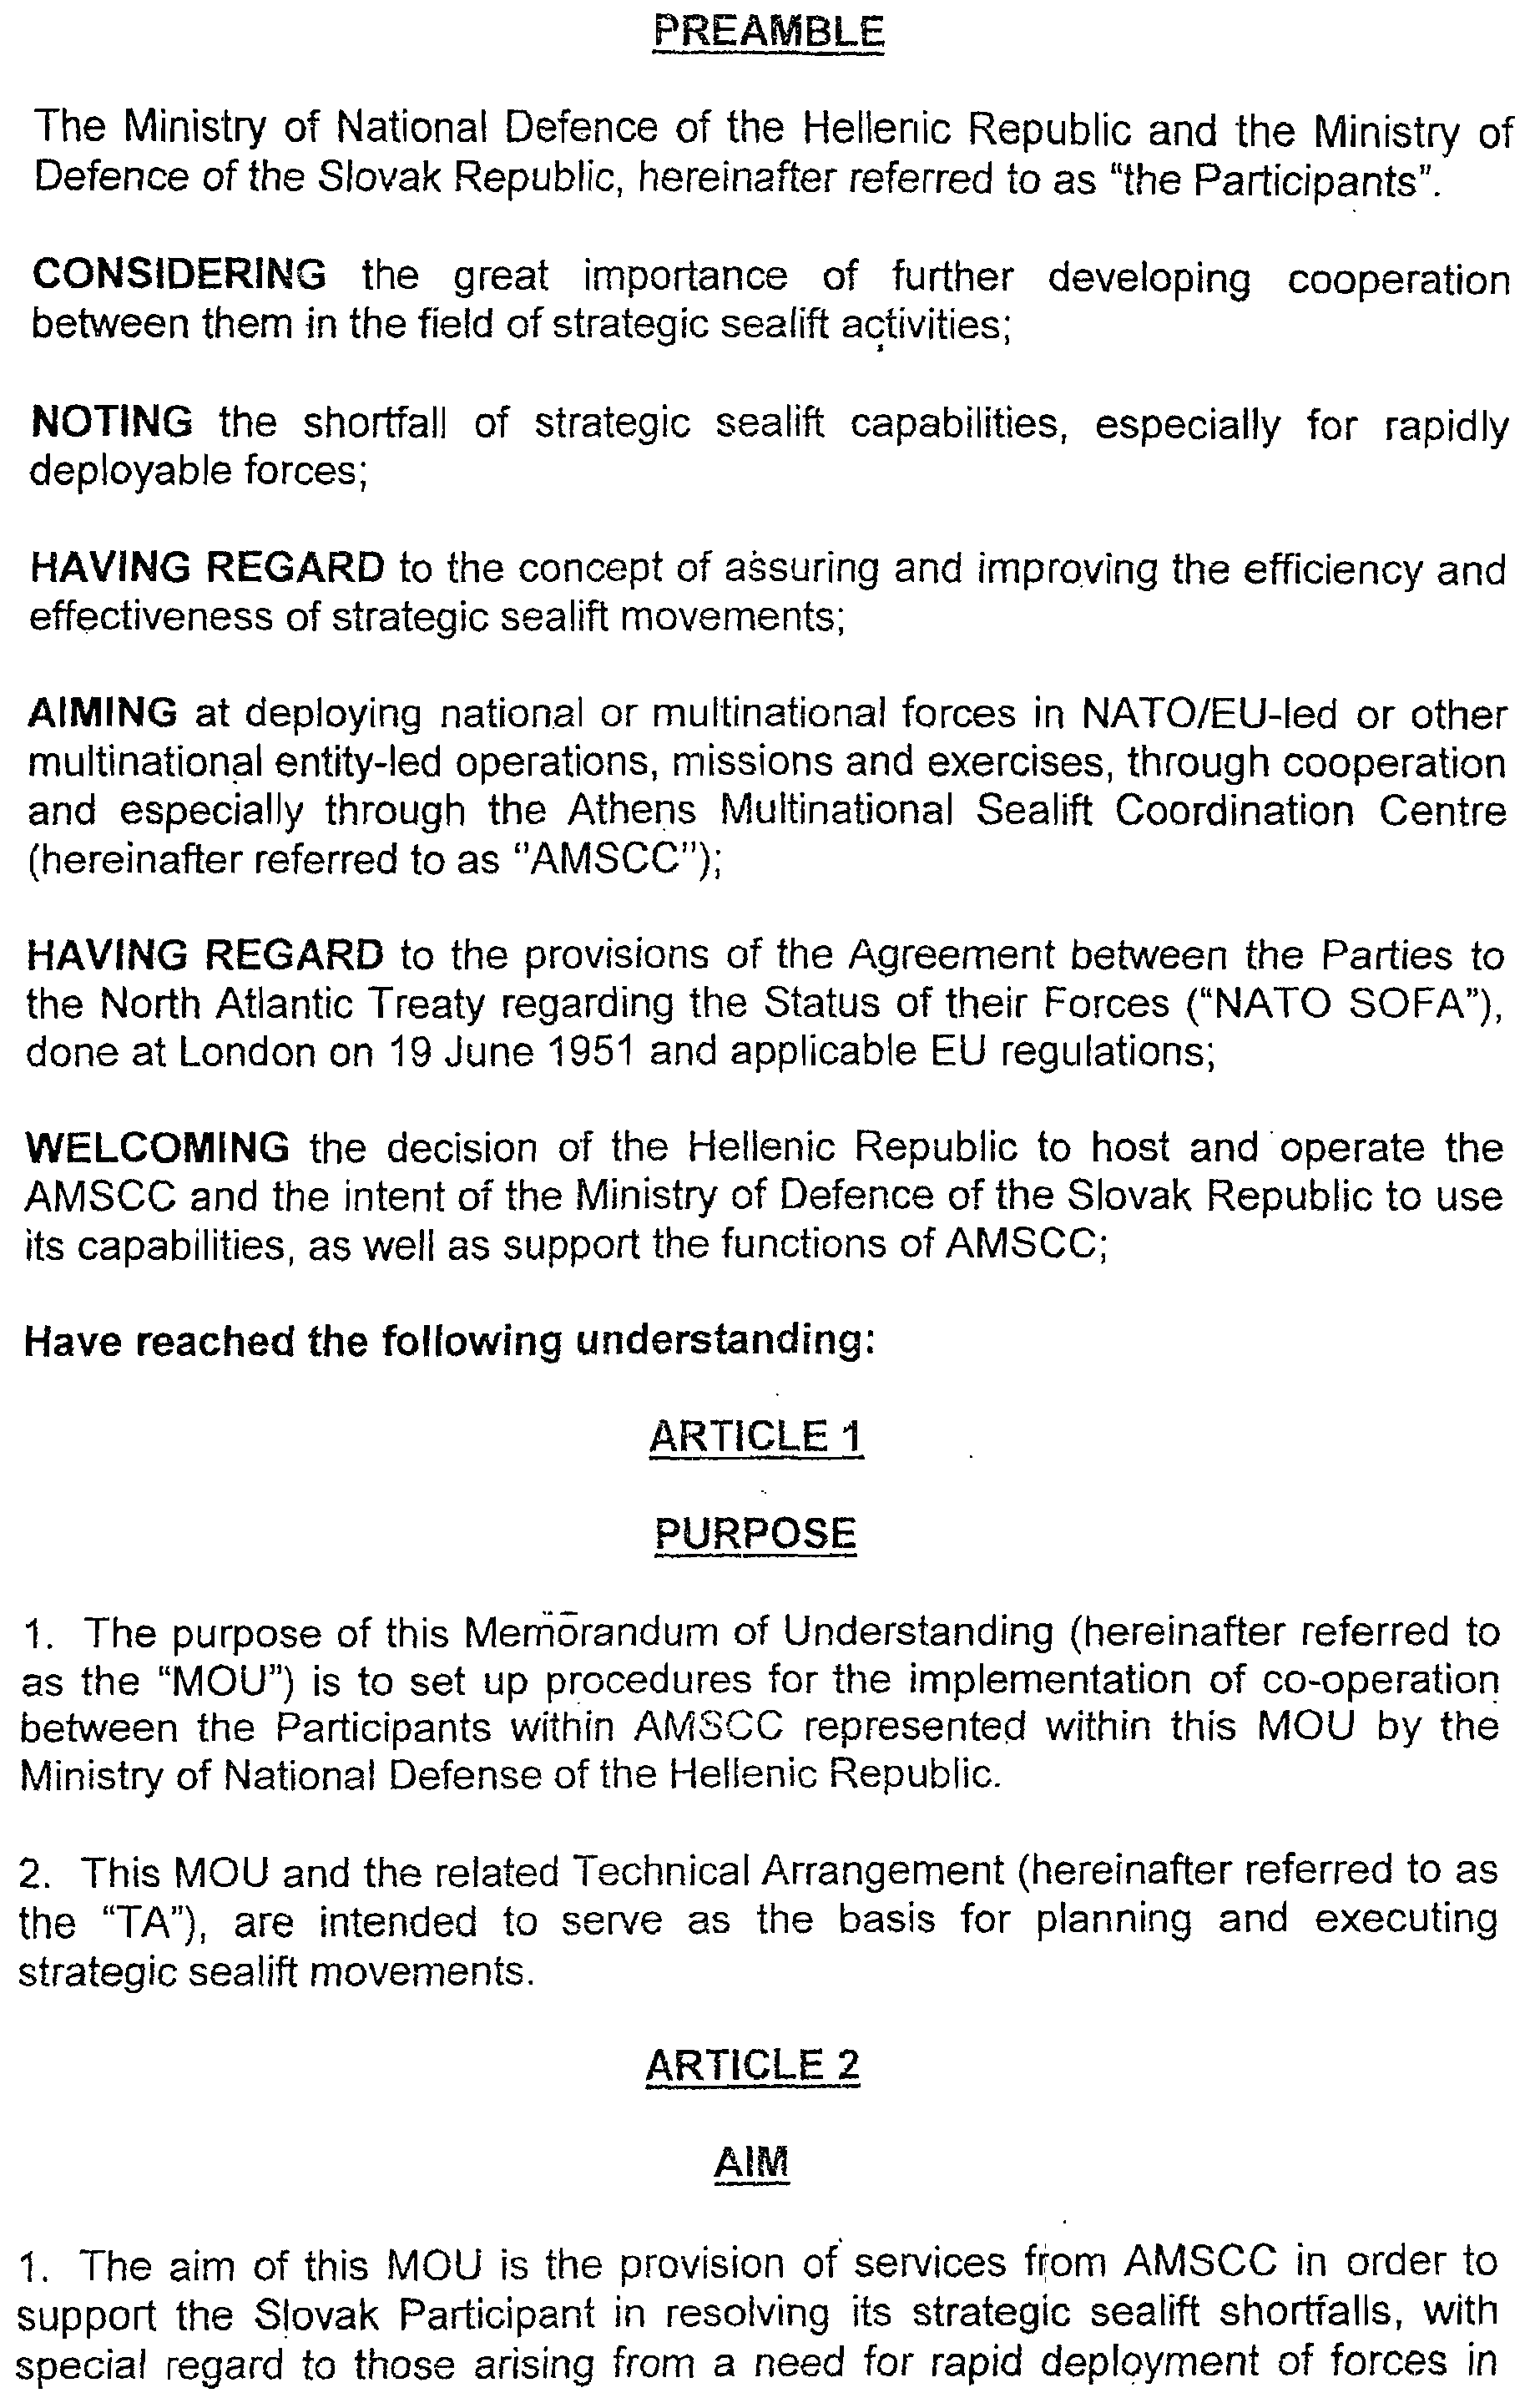 PREAMBLE
The Ministry of National Defence of the Hellenic Republic and the Ministry of
Defence of the Slovak Republic, hereinafter referred to as “the Participants”.
CONSIDERING the great importance of further developing cooperation
between them in the field of strategic sealift activities;
NOTING the shortfall of strategic sealift capabilities, especially for rapidly
deployable forces;
HAVING REGARD to the concept of assuring and improving the efficiency and
effectiveness of strategic sealift movements;
AIMING at deploying national or multinational forces in NATO/EU-led or other
multinational entity-led operations, missions and exercises, through cooperation
and especially through the Athens Multinational Sealift Coordination Centre
(hereinafter referred to as “AMSCC”);
HAVING REGARD to the provisions of the Agreement between the Parties to
the North Atlantic Treaty regarding the Status of their Forces (“NATO SOFA”),
done at London on 19 June 1951 and applicable EU regulations;
WELCOMING the decision of the Hellenic Republic to host and operate the
AMSCC and the intent of the Ministry of Defence of the Slovak Republic to use
its capabilities, as well as support the functions of AMSCC;
Have reached the following understanding:
ARTICLE 1
PURPOSE
1. The purpose of this Memorandum of Understanding (hereinafter referred to
as the “MOU”) is to set up procedures for the implementation of co-operation
between the Participants within AMSCC represented within this MOU by the
Ministry of National Defense of the Hellenic Republic.
2. This MOU and the related Technical Arrangement (hereinafter referred to as
the “TA”), are intended to serve as the basis for planning and executing
strategic sealift movements.
ARTICLE 2
AIM
1. The aim of this MOU is the provision of services from AMSCC in order to
support the Slovak Participant in resolving its strategic sealift shortfalls, with
special regard to those arising from a need for rapid deployment of forces in